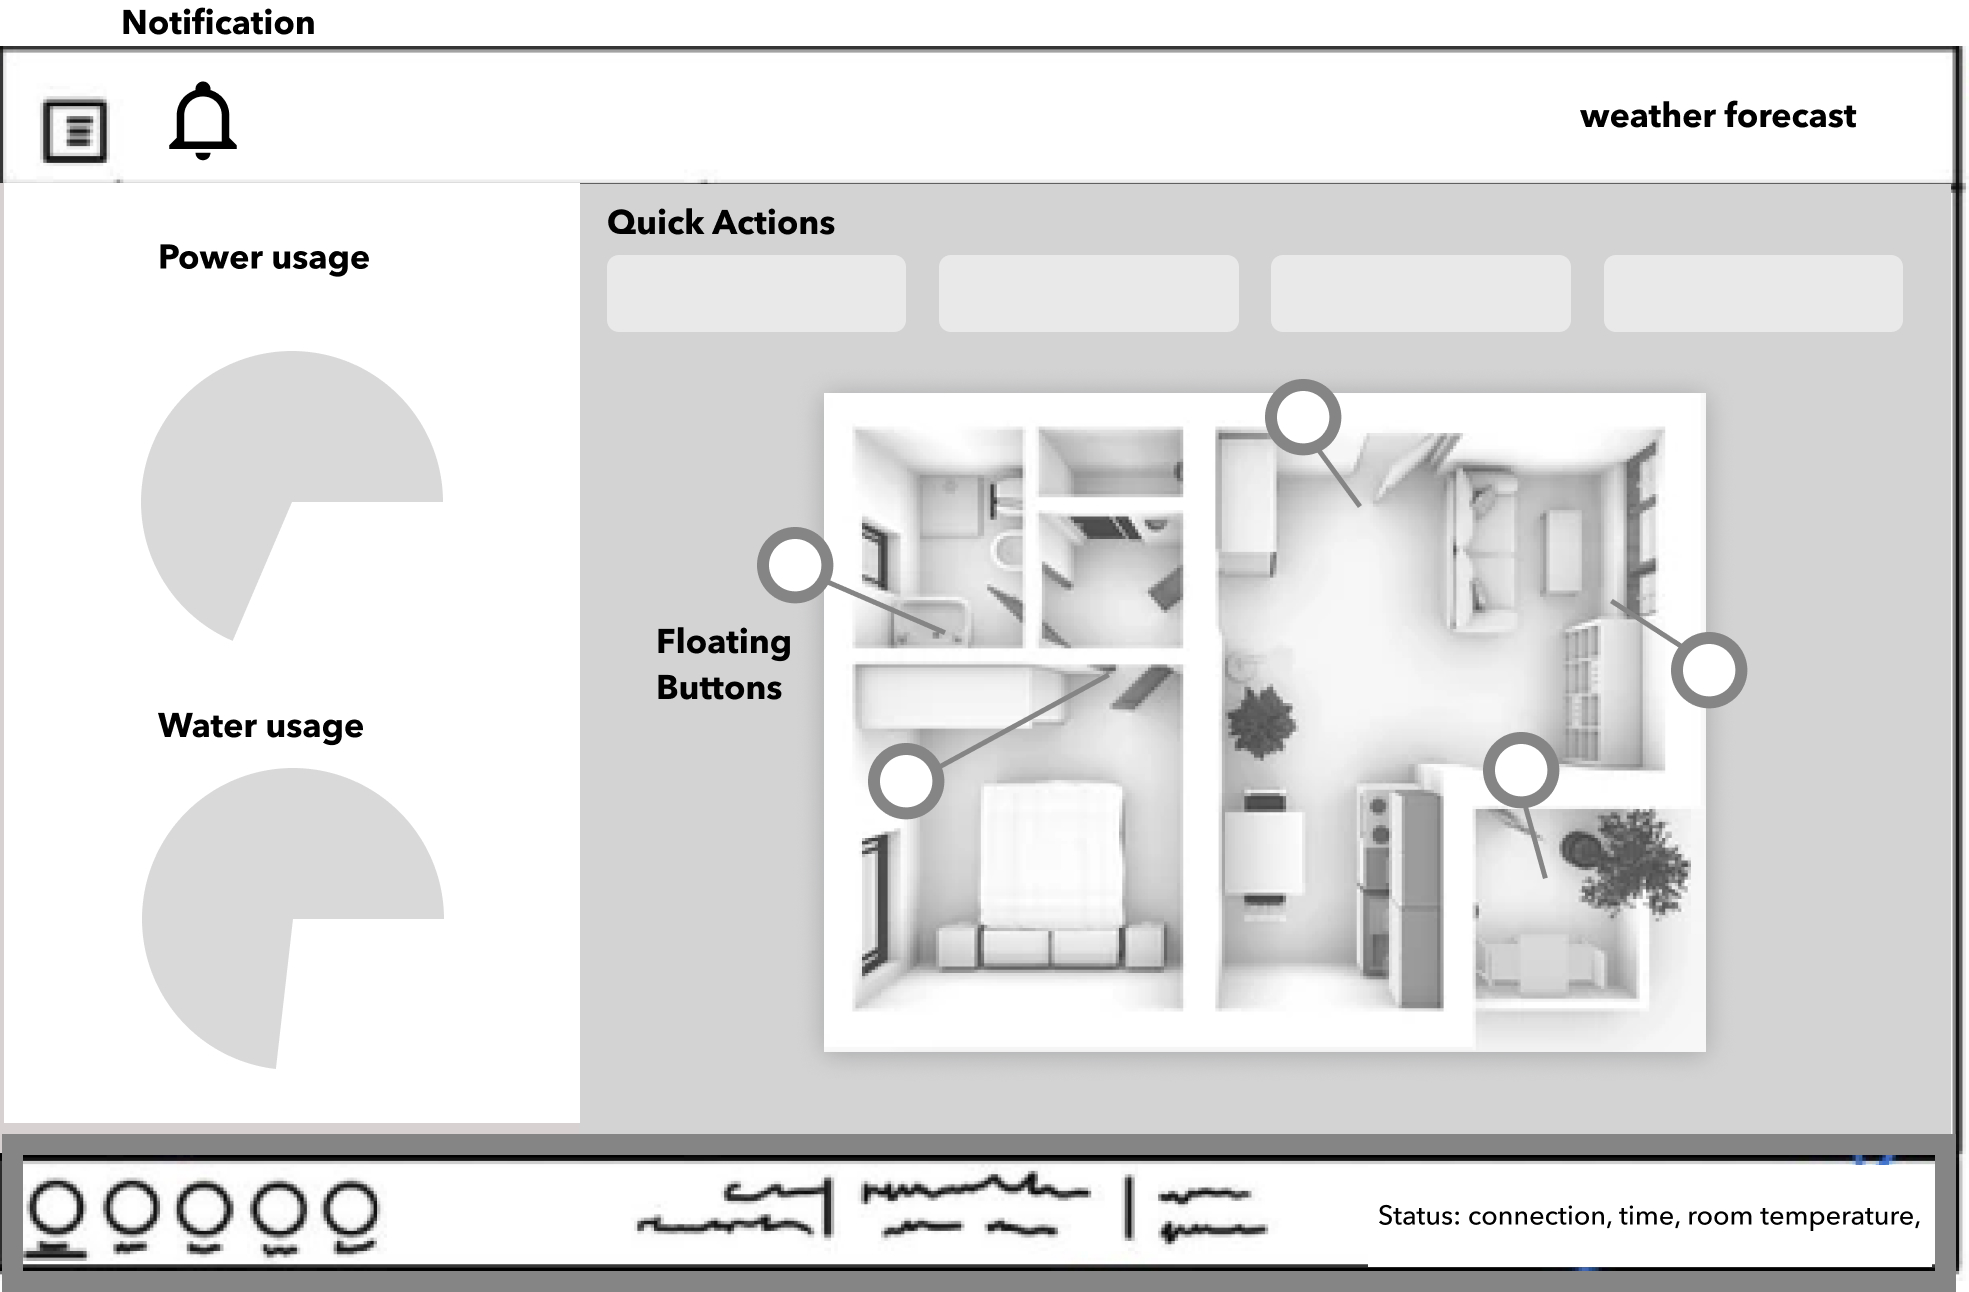 Notification
weather forecast
Quick Actions
Power usage
Floating
Buttons
Water usage
Status: connection, time, room temperature,